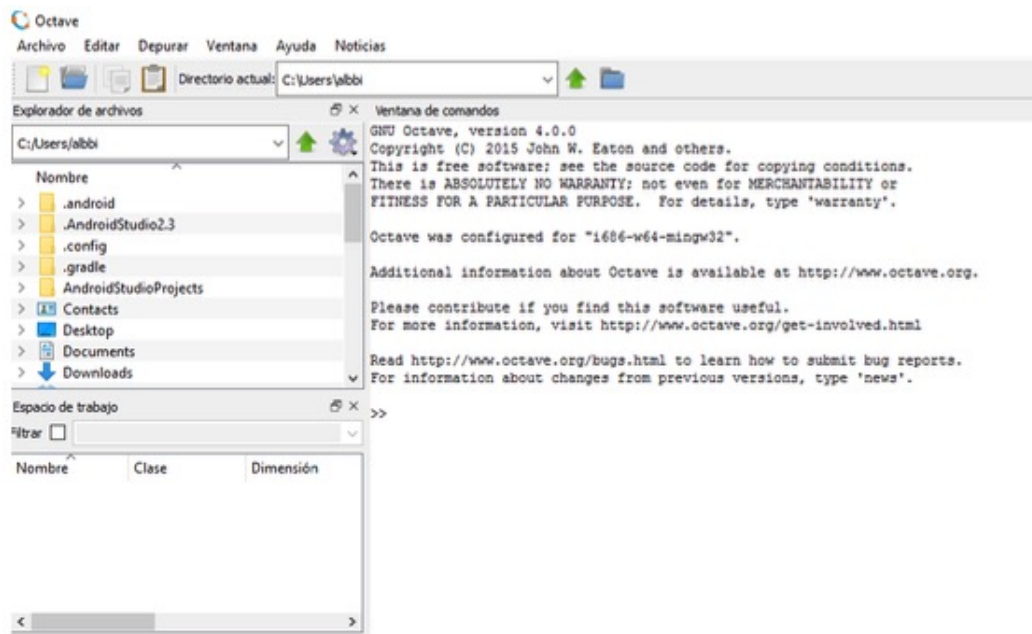 Octave
Archivo Editar Depurar Ventana Ayuda Noticias
Directorio actual: C:\Users\albbi
Explorador de archivos
C:/Users/albbi
Nombre
.android
.AndroidStudio2.3
.config
.gradle
AndroidStudioProjects
Contacts
Desktop
Documents
Downloads
Espacio de trabajo
Filtrar
Nombre Clase Dimensión
Ventana de comandos
GNU Octave, version 4.0.0
Copyright (C) 2015 John W. Eaton and others.
This is free software; see the source code for copying conditions.
There is ABSOLUTELY NO WARRANTY; not even for MERCHANTABILITY or
FITNESS FOR A PARTICULAR PURPOSE.  For details, type 'warranty'.
Octave was configured for "i686-w64-mingw32".
Additional information about Octave is available at http://www.octave.org.
Please contribute if you find this software useful.
For more information, visit http://www.octave.org/get-involved.html
Read http://www.octave.org/bugs.html to learn how to submit bug reports.
For information about changes from previous versions, type 'news'.
>>